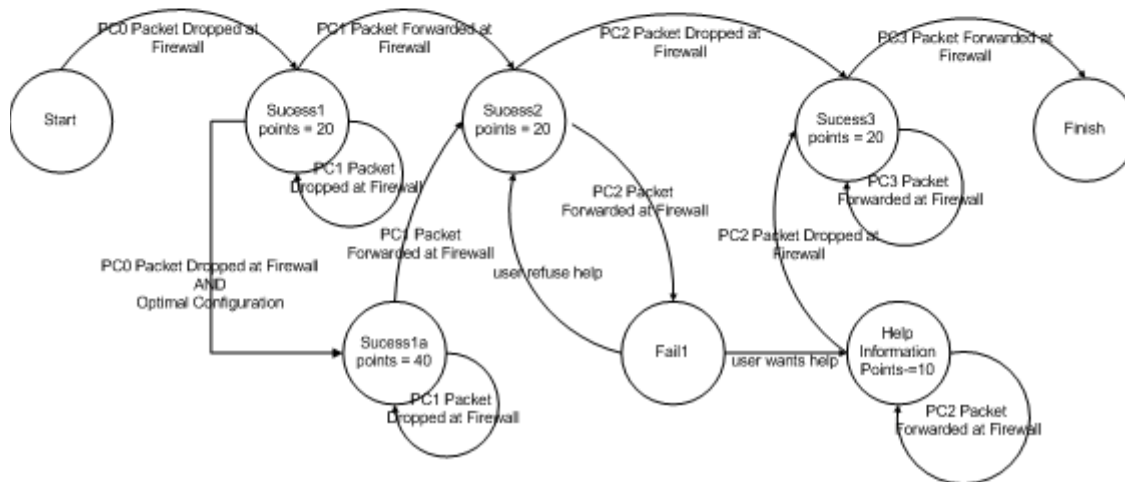 PC0 Packet Dropped at
Firewall
PC1 Packet Forwarded at
Firewall
PC2 Packet Dropped at
Firewall
PC3 Packet Forwarded at
Firewall
Start
Sucess1
points = 20
Sucess2
points = 20
Sucess3
points = 20
Finish
PC1 Packet
Dropped at Firewall
PC2 Packet
Forwarded at Firewall
PC3 Packet
Forwarded at Firewall
PC1 Packet
Forwarded at Firewall
PC2 Packet Dropped at
Firewall
PC0 Packet Dropped at Firewall
AND
Optimal Configuration
user refuse help
Sucess1a
points = 40
Fail1
user wants help
Help
Information
Points-=10
PC1 Packet
Dropped at Firewall
PC2 Packet
Forwarded at Firewall